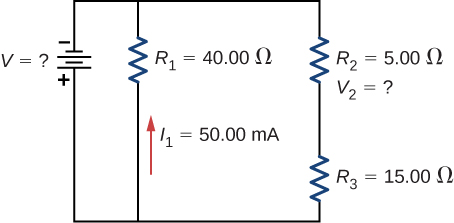 −
V = ?
+
R₁ = 40.00 Ω
I₁ = 50.00 mA
R₂ = 5.00 Ω
V₂ = ?
R₃ = 15.00 Ω